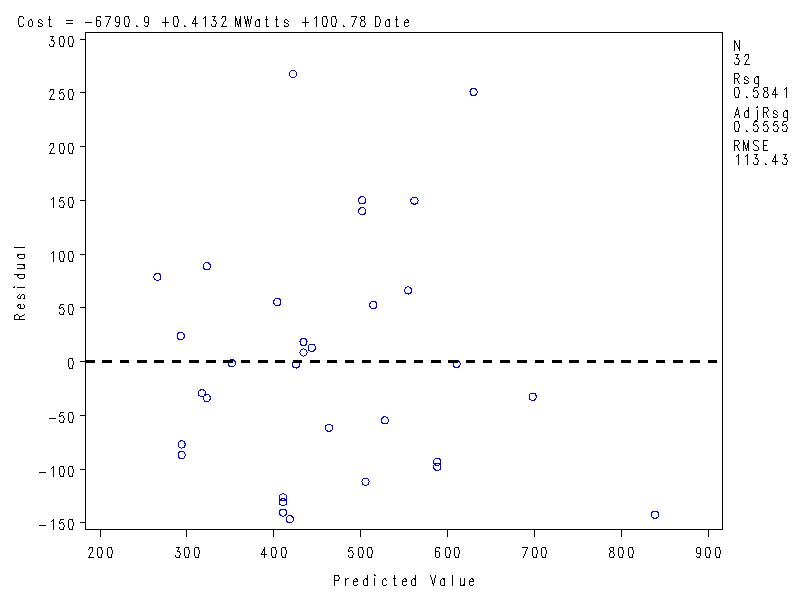 Cost = -6790.9 +0.4132 MWatts +100.78 Date
N
32
Rsq
0.5841
AdjRsq
0.5555
RMSE
113.43
300
250
200
150
100
50
0
-50
-100
-150
Residual
200 300 400 500 600 700 800 900
Predicted Value